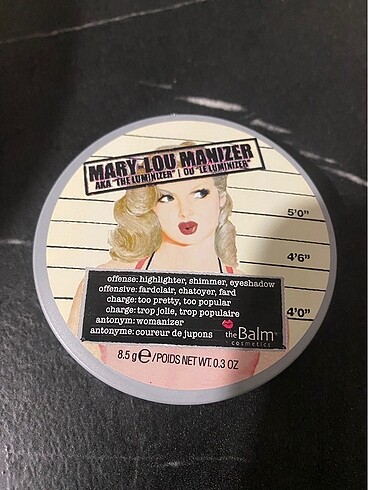 MARY-LOU MANIZER
AKA "THE LUMINIZER" | OU "LE LUMINIZER"
5'0"
4'6"
4'0"
offense: highlighter, shimmer, eyeshadow
offensive: fardclair, chatoyer, fard
charge: too pretty, too popular
charge: trop jolie, trop populaire
antonym: womanizer
antonyme: coureur de jupons
theBalm
cosmetics
8.5 g ℮/POIDS NET WT. 0.3 OZ